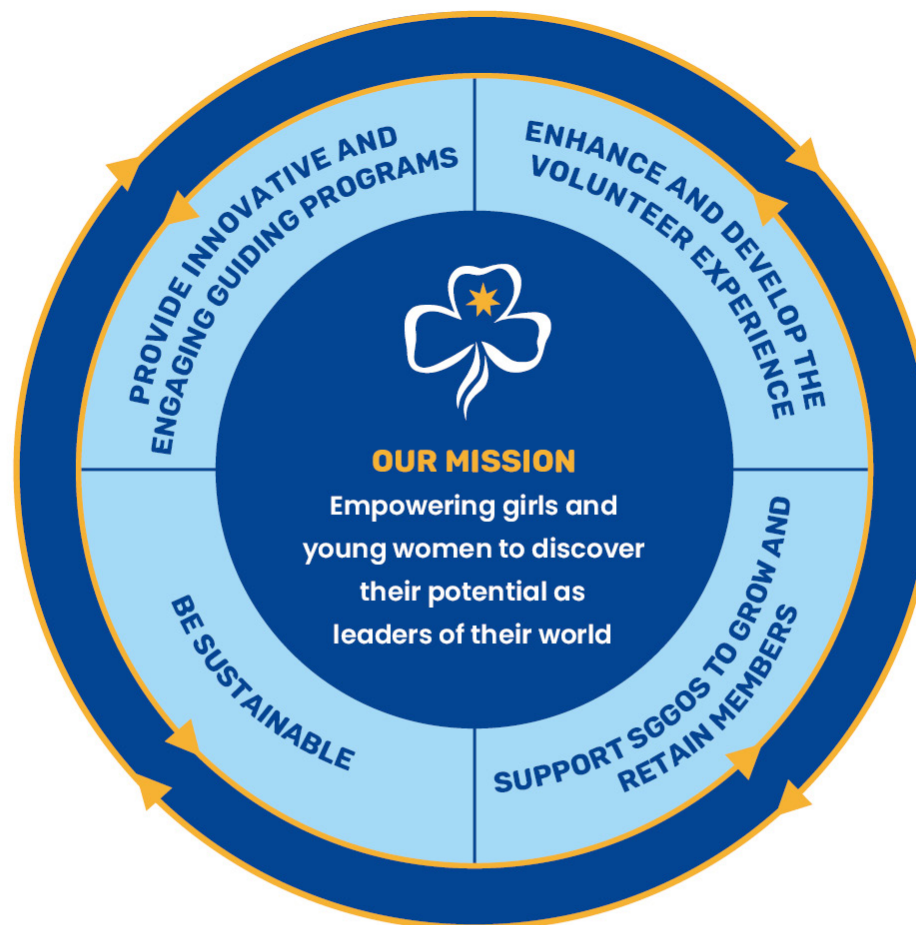 PROVIDE INNOVATIVE AND
ENGAGING GUIDING PROGRAMS
ENHANCE AND DEVELOP THE
VOLUNTEER EXPERIENCE
OUR MISSION
Empowering girls and
young women to discover
their potential as
leaders of their world
BE SUSTAINABLE
SUPPORT SGGOS TO GROW AND
RETAIN MEMBERS